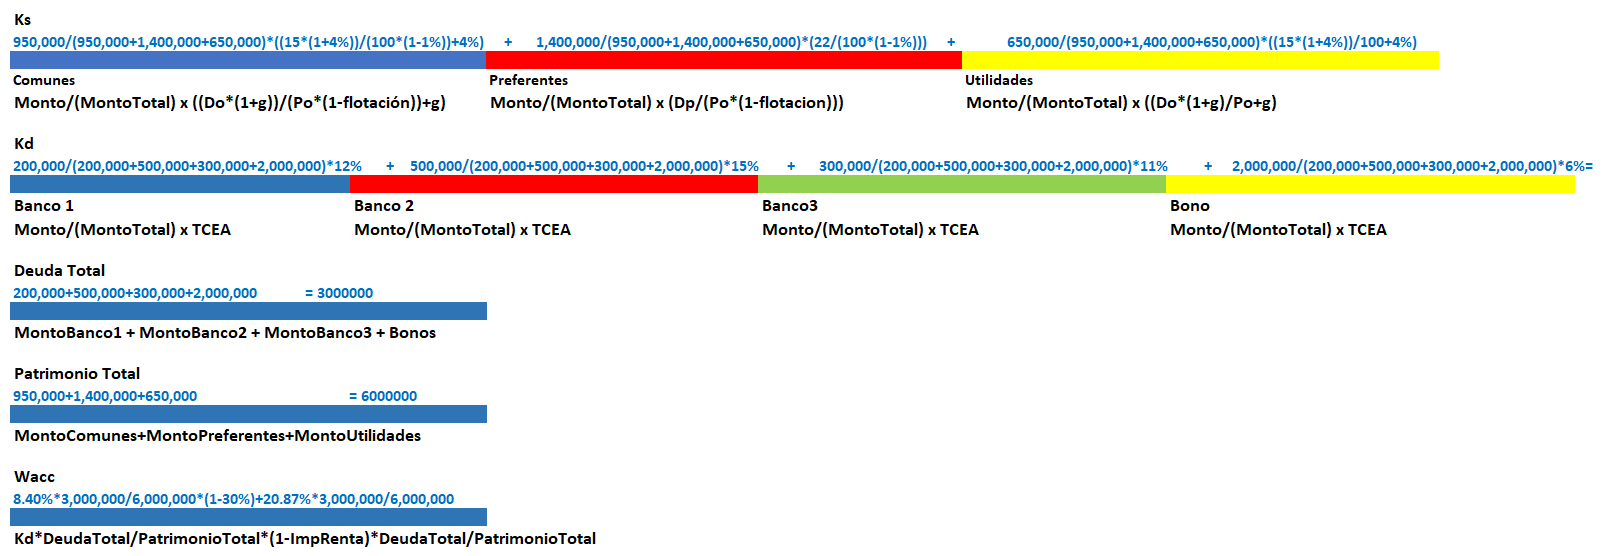 Ks
950,000/(950,000+1,400,000+650,000)*((15*(1+4%))/(100*(1-1%))+4%) + 1,400,000/(950,000+1,400,000+650,000)*(22/(100*(1-1%))) + 650,000/(950,000+1,400,000+650,000)*((15*(1+4%))/100+4%)
Comunes Preferentes Utilidades
Monto/(MontoTotal) x ((Do*(1+g))/(Po*(1-flotación))+g) Monto/(MontoTotal) x (Dp/(Po*(1-flotacion))) Monto/(MontoTotal) x ((Do*(1+g)/Po+g)
Kd
200,000/(200,000+500,000+300,000+2,000,000)*12% + 500,000/(200,000+500,000+300,000+2,000,000)*15% + 300,000/(200,000+500,000+300,000+2,000,000)*11% + 2,000,000/(200,000+500,000+300,000+2,000,000)*6%=
Banco 1 Banco 2 Banco3 Bono
Monto/(MontoTotal) x TCEA Monto/(MontoTotal) x TCEA Monto/(MontoTotal) x TCEA Monto/(MontoTotal) x TCEA
Deuda Total
200,000+500,000+300,000+2,000,000 = 3000000
MontoBanco1 + MontoBanco2 + MontoBanco3 + Bonos
Patrimonio Total
950,000+1,400,000+650,000 = 6000000
MontoComunes+MontoPreferentes+MontoUtilidades
Wacc
8.40%*3,000,000/6,000,000*(1-30%)+20.87%*3,000,000/6,000,000
Kd*DeudaTotal/PatrimonioTotal*(1-ImpRenta)*DeudaTotal/PatrimonioTotal